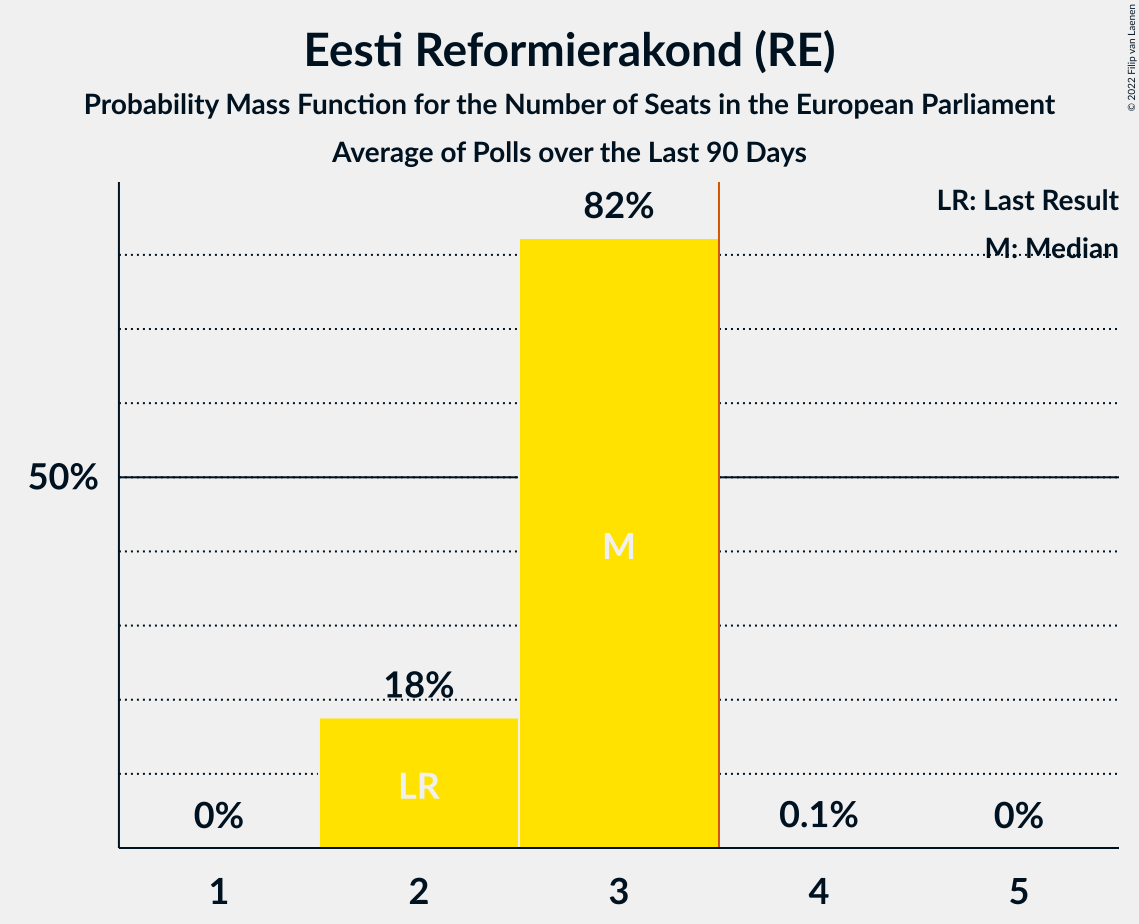 Eesti Reformierakond (RE)
Probability Mass Function for the Number of Seats in the European Parliament
Average of Polls over the Last 90 Days
© 2022 Filip van Laenen
LR: Last Result
M: Median
82%
50%
M
18%
LR
0%
0.1%
0%
1
2
3
4
5